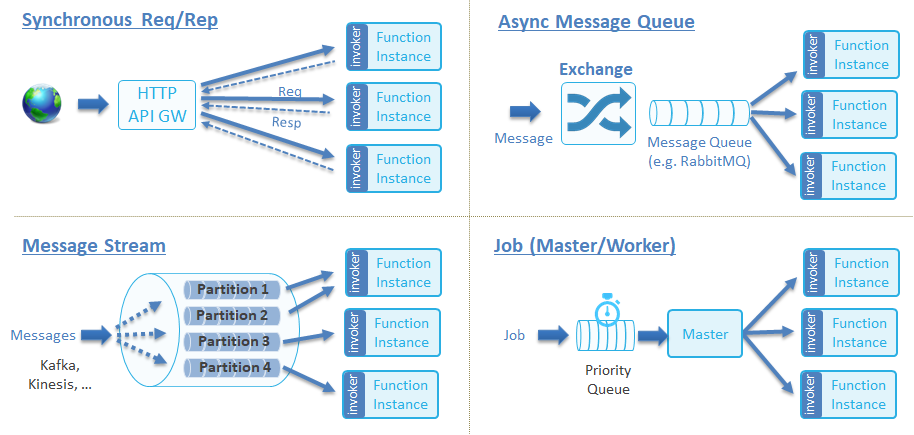 Synchronous Req/Rep
HTTP
API GW
Req
Resp
invoker
Function
Instance
invoker
Function
Instance
invoker
Function
Instance
Async Message Queue
Exchange
Message
Message Queue
(e.g. RabbitMQ)
invoker
Function
Instance
invoker
Function
Instance
invoker
Function
Instance
Message Stream
Messages
Kafka,
Kinesis, ...
Partition 1
Partition 2
Partition 3
Partition 4
invoker
Function
Instance
invoker
Function
Instance
invoker
Function
Instance
Job (Master/Worker)
Job
Priority
Queue
Master
invoker
Function
Instance
invoker
Function
Instance
invoker
Function
Instance